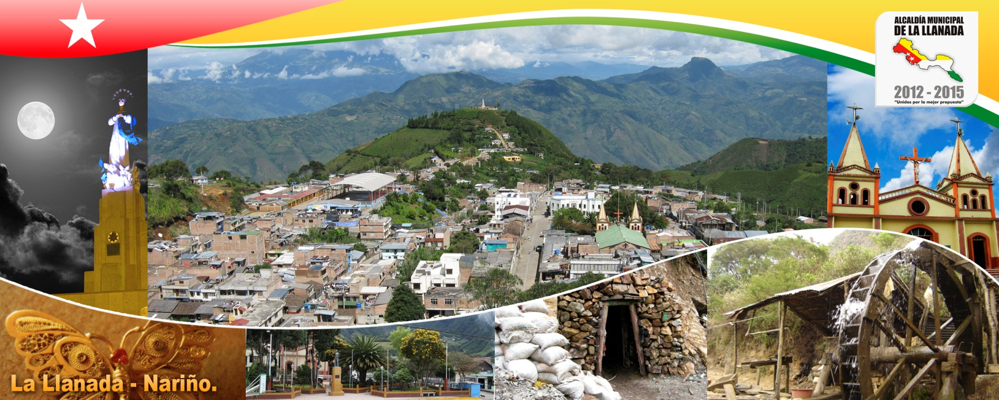 ALCALDÍA MUNICIPAL
DE LA LLANADA
2012 - 2015
"Unidos por la mejor propuesta"
La Llanada - Nariño.